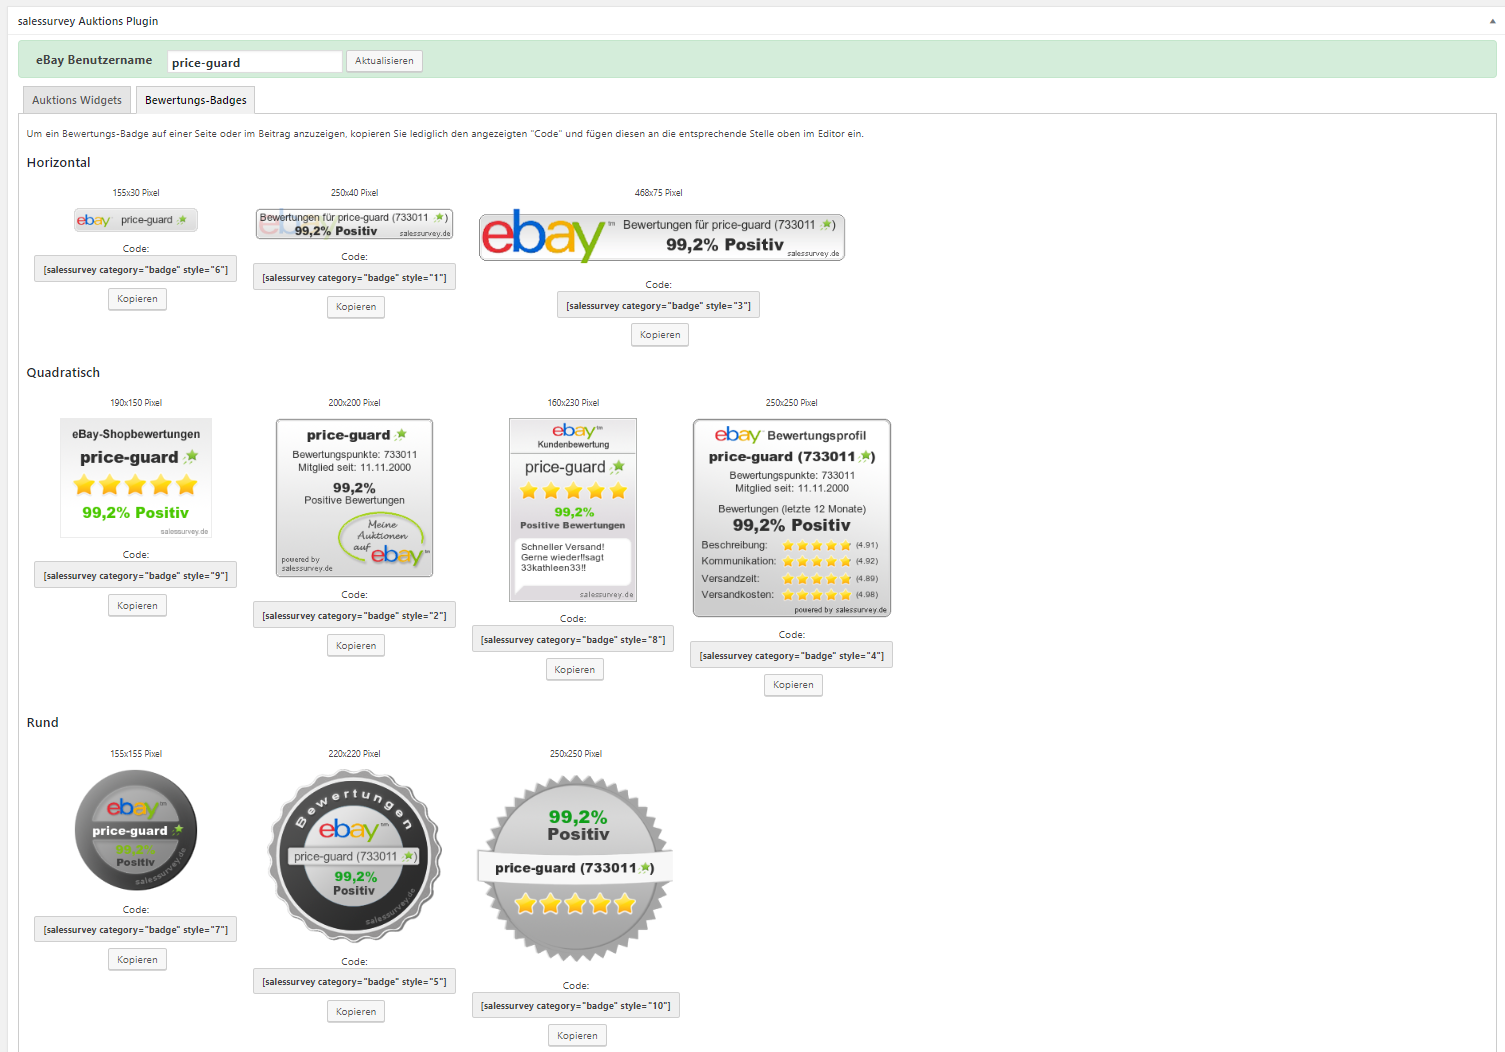 salessurvey Auktions Plugin
eBay Benutzername
price-guard
Aktualisieren
Auktions Widgets
Bewertungs-Badges
Um ein Bewertungs-Badge auf einer Seite oder im Beitrag anzuzeigen, kopieren Sie lediglich den angezeigten "Code" und fügen diesen an die entsprechende Stelle oben im Editor ein.
Horizontal
155x30 Pixel
ebay price-guard
Code:
[salessurvey category="badge" style="6"]
Kopieren
250x40 Pixel
ebay
Bewertungen für price-guard (733011 )
99,2% Positiv
salessurvey.de
Code:
[salessurvey category="badge" style="1"]
Kopieren
468x75 Pixel
ebay™
Bewertungen für price-guard (733011 )
99,2% Positiv
salessurvey.de
Code:
[salessurvey category="badge" style="3"]
Kopieren
Quadratisch
190x150 Pixel
eBay-Shopbewertungen
price-guard
99,2% Positiv
salessurvey.de
Code:
[salessurvey category="badge" style="9"]
Kopieren
200x200 Pixel
price-guard
Bewertungspunkte: 733011
Mitglied seit: 11.11.2000
99,2%
Positive Bewertungen
Meine
Auktionen
auf ebay™
powered by
salessurvey.de
Code:
[salessurvey category="badge" style="2"]
Kopieren
160x230 Pixel
ebay™
Kundenbewertung
price-guard
99,2%
Positive Bewertungen
Schneller Versand!
Gerne wieder!!sagt
33kathleen33!!
salessurvey.de
Code:
[salessurvey category="badge" style="8"]
Kopieren
250x250 Pixel
ebay™ Bewertungsprofil
price-guard (733011 )
Bewertungspunkte: 733011
Mitglied seit: 11.11.2000
Bewertungen (letzte 12 Monate)
99,2% Positiv
Beschreibung: (4.91)
Kommunikation: (4.92)
Versandzeit: (4.89)
Versandkosten: (4.98)
powered by salessurvey.de
Code:
[salessurvey category="badge" style="4"]
Kopieren
Rund
155x155 Pixel
ebay™
price-guard
99,2%
Positiv
salessurvey.de
Code:
[salessurvey category="badge" style="7"]
Kopieren
220x220 Pixel
Bewertungen
ebay™
price-guard (733011 )
99,2%
Positiv
salessurvey.de
Code:
[salessurvey category="badge" style="5"]
Kopieren
250x250 Pixel
99,2%
Positiv
price-guard (733011 )
Code:
[salessurvey category="badge" style="10"]
Kopieren